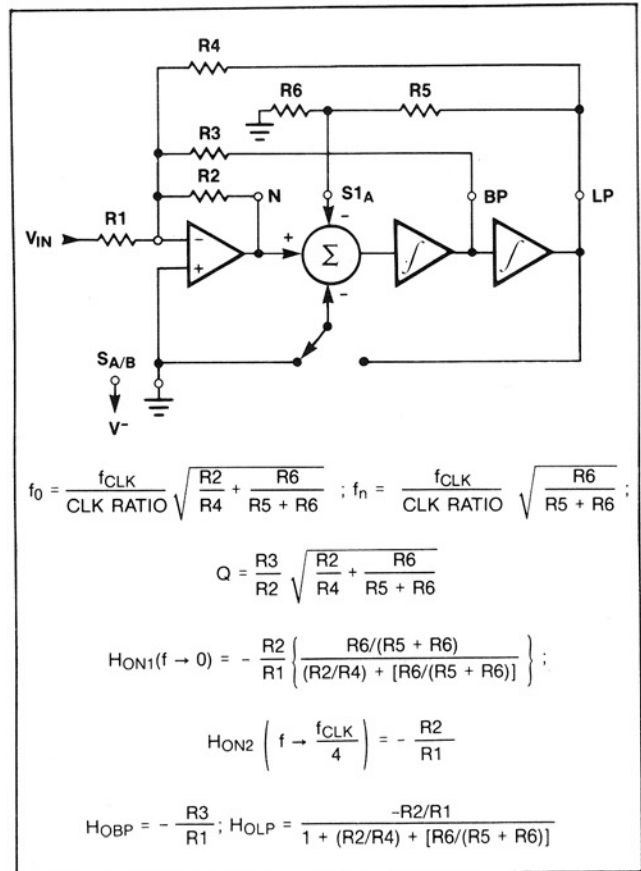 R4
R6
R5
R3
R2
N
S1A
BP
LP
R1
VIN
−
+
+
−
Σ
∫
∫
−
SA/B
V−
f0 = fCLK / CLK RATIO √(R2/R4 + R6/(R5 + R6)) ; fn = fCLK / CLK RATIO √(R6/(R5 + R6)) ;
Q = R3/R2 √(R2/R4 + R6/(R5 + R6))
HON1(f → 0) = - R2/R1 { R6/(R5 + R6) / (R2/R4) + [R6/(R5 + R6)] } ;
HON2 ( f → fCLK/4 ) = - R2/R1
HOBP = - R3/R1 ; HOLP = -R2/R1 / 1 + (R2/R4) + [R6/(R5 + R6)]